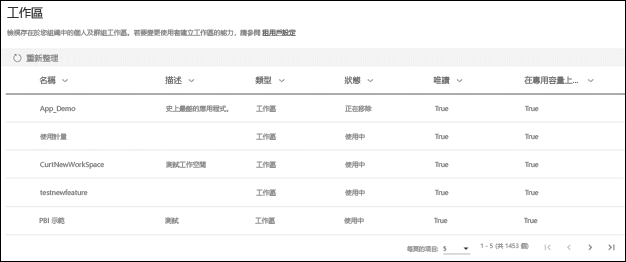 工作區
檢視存在於您組織中的個人及群組工作區。若要變更使用者建立工作區的能力，請參閱 租用戶設定
重新整理
名稱 描述 類型 狀態 唯讀 在專用容量上...
App_Demo 史上最酷的應用程式。 工作區 正在移除 True True
使用計量 工作區 使用中 True True
CurtNewWorkSpace 測試工作空間 工作區 使用中 True True
testnewfeature 工作區 使用中 True True
PBI 示範 測試 工作區 使用中 True True
每頁的項目: 5 1 - 5 (共 1453 個)